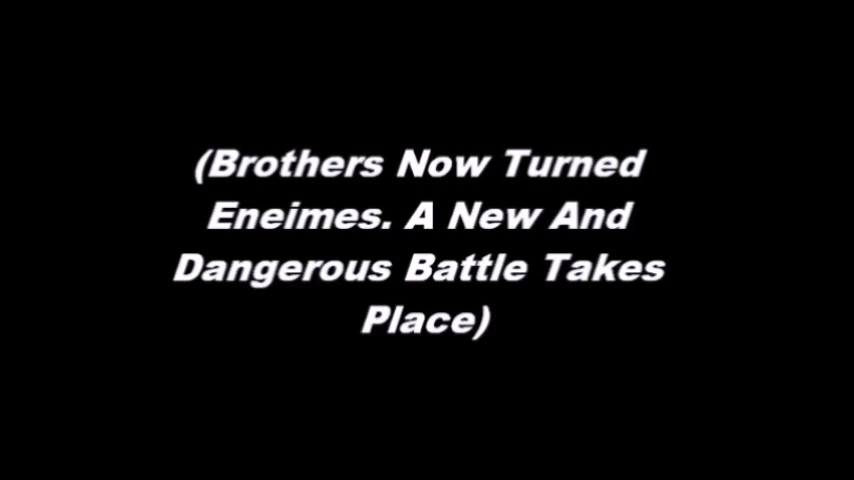 (Brothers Now Turned
Eneimes. A New And
Dangerous Battle Takes
Place)